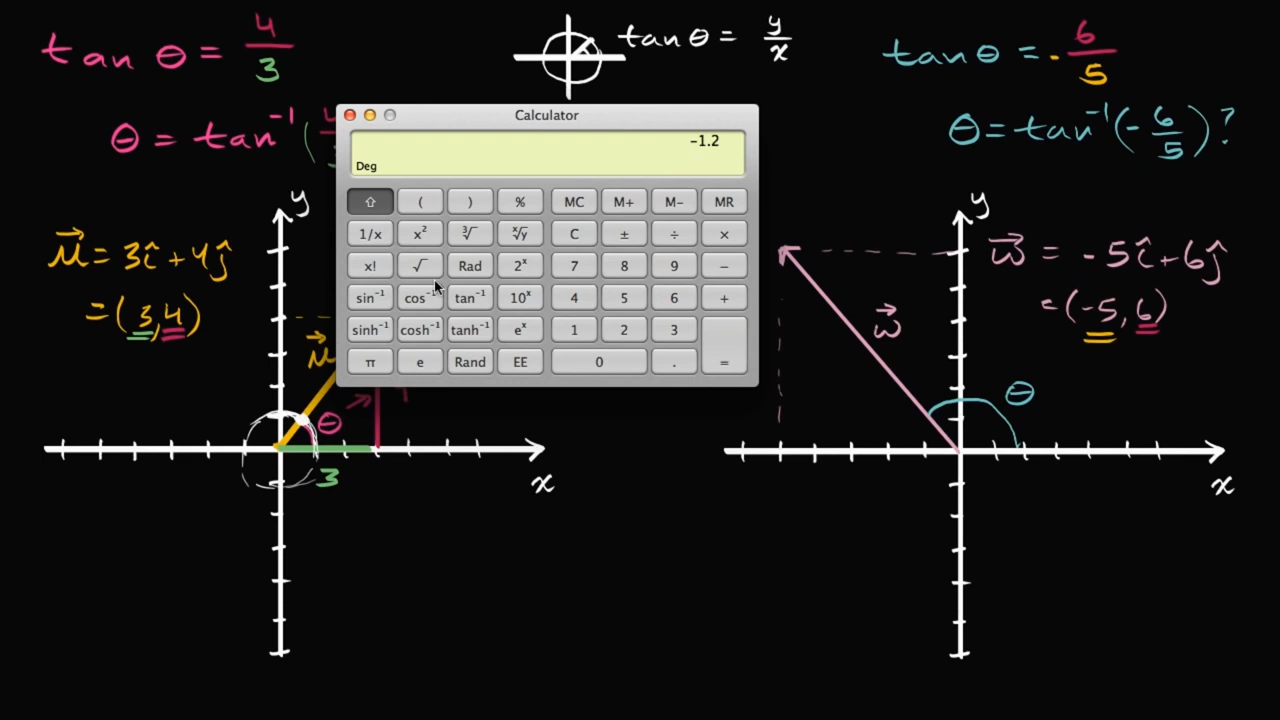 tan θ = 4/3
tan θ = y/x
tan θ = - 6/5
θ = tan⁻¹(4
θ = tan⁻¹(-6/5)?
Calculator
-1.2
Deg
⇧ ( ) % MC M+ M- MR
1/x x² ∛ ˣ√y C ± ÷ ×
x! √ Rad 2ˣ 7 8 9 −
sin⁻¹ cos⁻¹ tan⁻¹ 10ˣ 4 5 6 +
sinh⁻¹ cosh⁻¹ tanh⁻¹ eˣ 1 2 3
π e Rand EE 0 . =
y
u⃗ = 3î + 4ĵ
= (3,4)
u⃗
θ
3
x
y
w⃗ = -5î + 6ĵ
= (-5, 6)
w⃗
θ
x